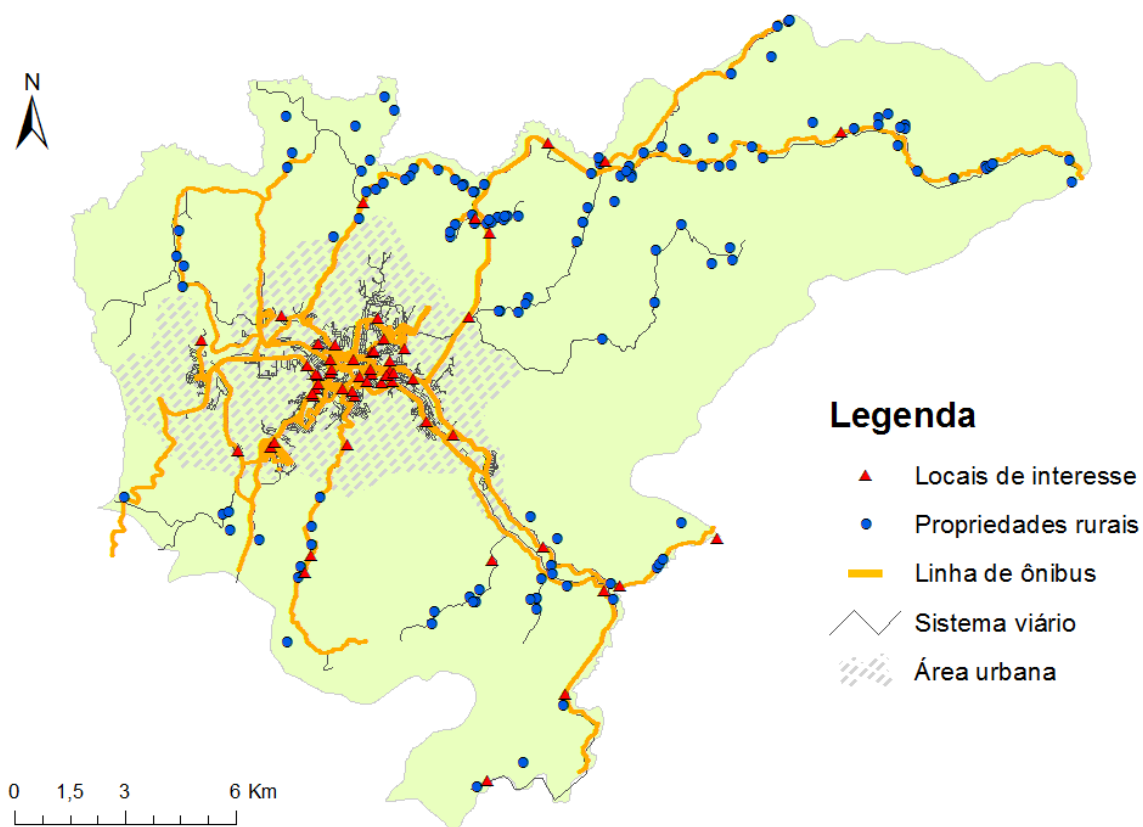 N
Legenda
Locais de interesse
Propriedades rurais
Linha de ônibus
Sistema viário
Área urbana
0 1,5 3 6 Km